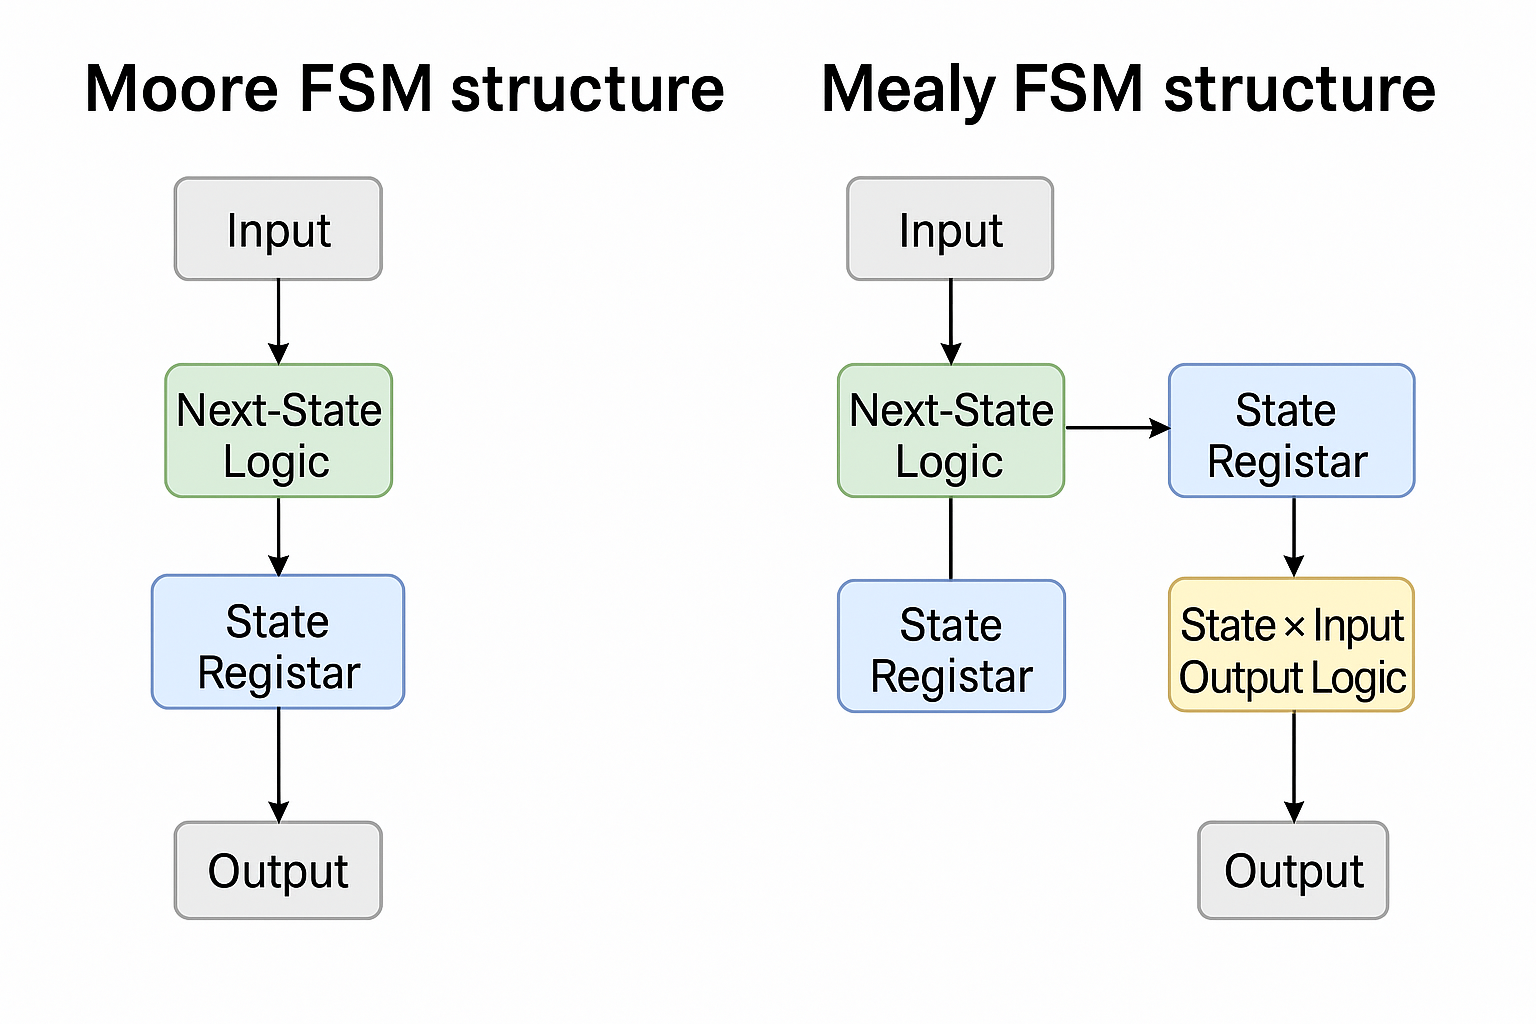 Moore FSM structure
Input
Next-State
Logic
State
Registar
Output
Mealy FSM structure
Input
Next-State
Logic
State
Registar
State
Registar
State × Input
Output Logic
Output